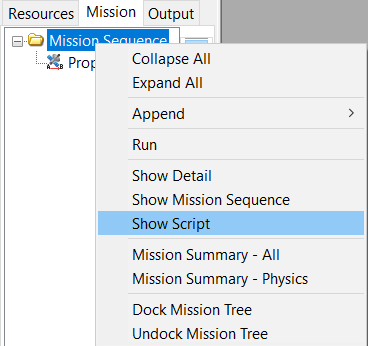 Resources Mission Output
Mission Sequence
Prop
Collapse All
Expand All
Append
Run
Show Detail
Show Mission Sequence
Show Script
Mission Summary - All
Mission Summary - Physics
Dock Mission Tree
Undock Mission Tree